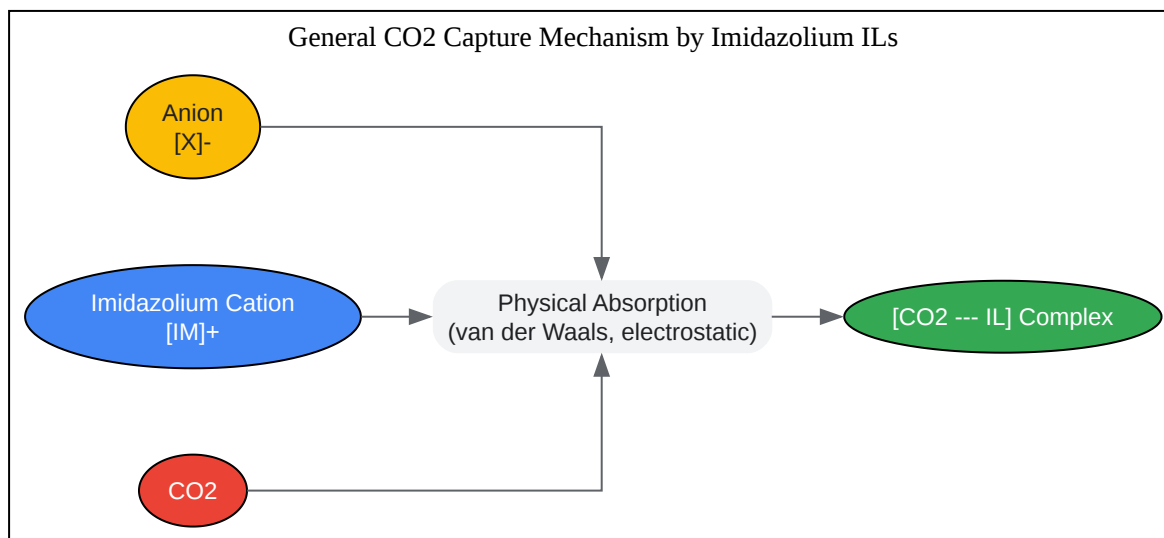 General CO2 Capture Mechanism by Imidazolium ILs
Anion
[X]-
Imidazolium Cation
[IM]+
Physical Absorption
(van der Waals, electrostatic)
[CO2 --- IL] Complex
CO2